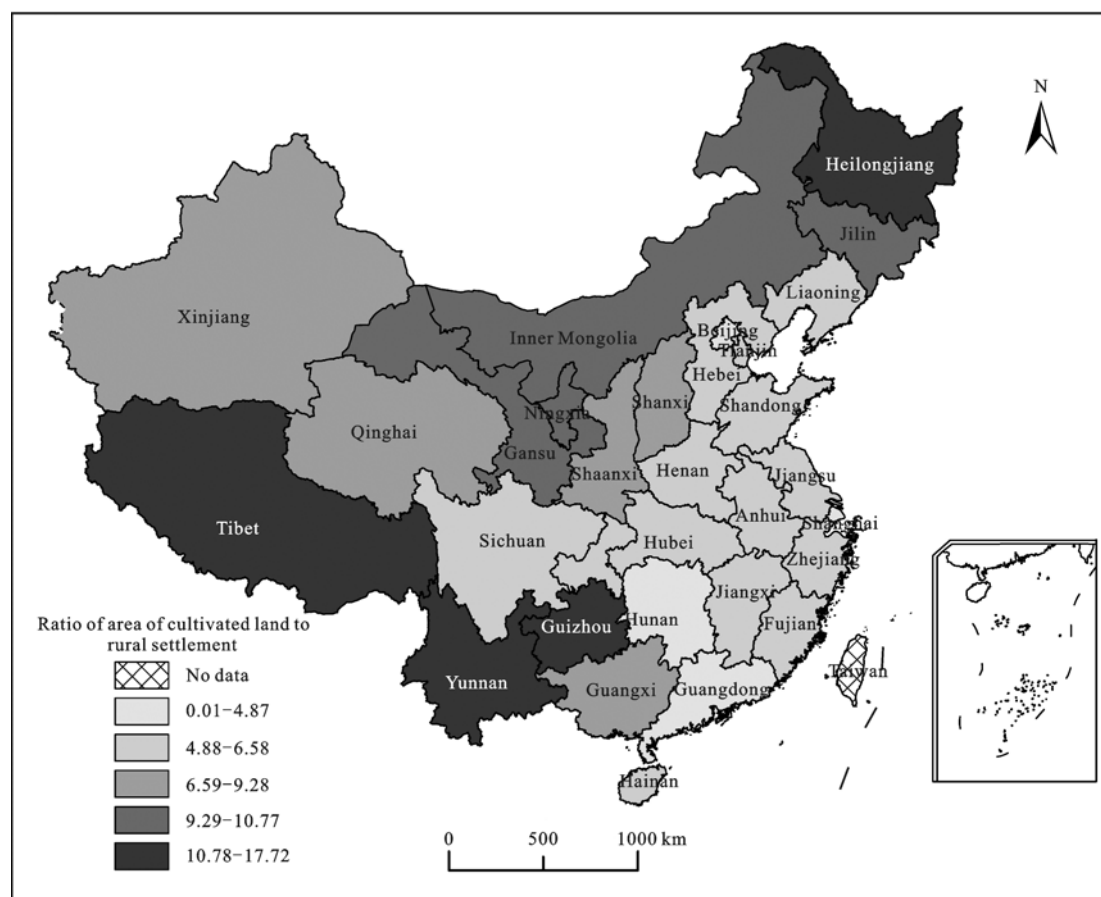 N
Heilongjiang
Jilin
Liaoning
Xinjiang
Inner Mongolia
Beijing
Tianjin
Hebei
Shanxi
Shandong
Ningxia
Qinghai
Gansu
Shaanxi
Henan
Jiangsu
Anhui
Shanghai
Tibet
Sichuan
Hubei
Zhejiang
Jiangxi
Hunan
Guizhou
Fujian
Yunnan
Guangxi
Guangdong
Taiwan
Hainan
Ratio of area of cultivated land to
rural settlement
No data
0.01−4.87
4.88−6.58
6.59−9.28
9.29−10.77
10.78−17.72
0 500 1000 km